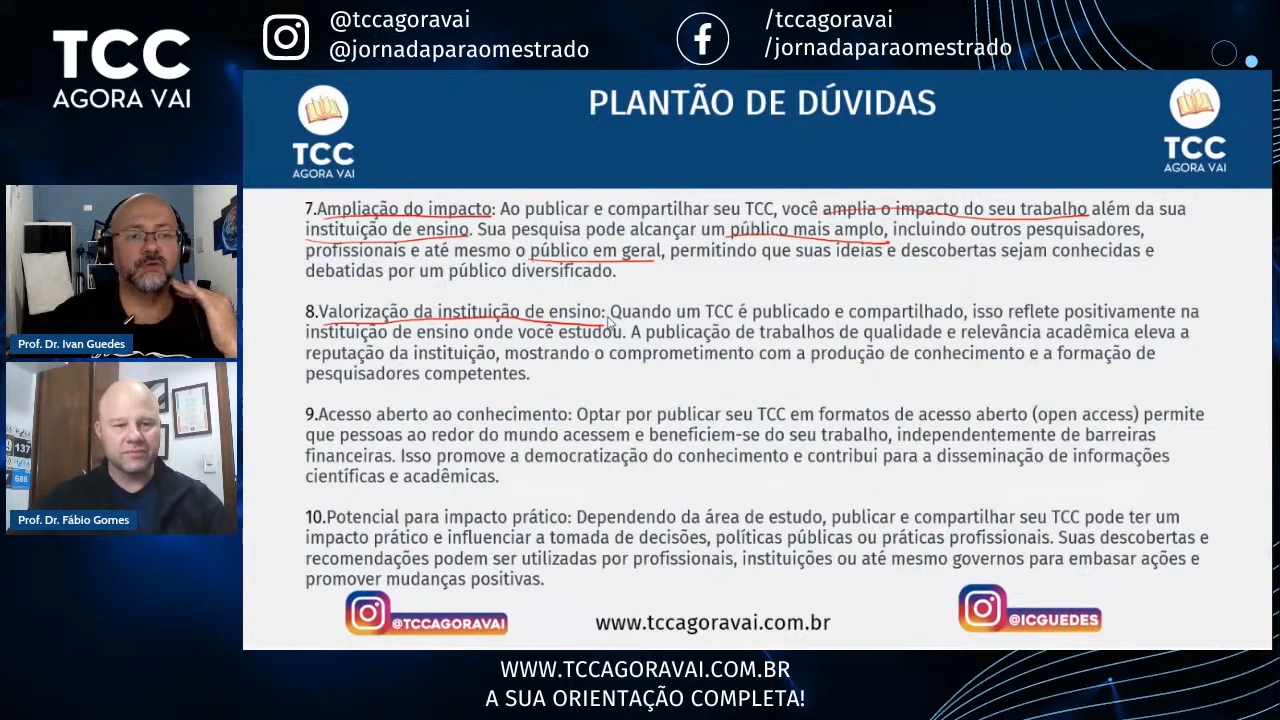 TCC
AGORA VAI
@tccagoravai
@jornadaparaomestrado
/tccagoravai
/jornadaparaomestrado
TCC
AGORA VAI
PLANTÃO DE DÚVIDAS
TCC
AGORA VAI
7.Ampliação do impacto: Ao publicar e compartilhar seu TCC, você amplia o impacto do seu trabalho além da sua
instituição de ensino. Sua pesquisa pode alcançar um público mais amplo, incluindo outros pesquisadores,
profissionais e até mesmo o público em geral, permitindo que suas ideias e descobertas sejam conhecidas e
debatidas por um público diversificado.
8.Valorização da instituição de ensino: Quando um TCC é publicado e compartilhado, isso reflete positivamente na
instituição de ensino onde você estudou. A publicação de trabalhos de qualidade e relevância acadêmica eleva a
reputação da instituição, mostrando o comprometimento com a produção de conhecimento e a formação de
pesquisadores competentes.
9.Acesso aberto ao conhecimento: Optar por publicar seu TCC em formatos de acesso aberto (open access) permite
que pessoas ao redor do mundo acessem e beneficiem-se do seu trabalho, independentemente de barreiras
financeiras. Isso promove a democratização do conhecimento e contribui para a disseminação de informações
científicas e acadêmicas.
10.Potencial para impacto prático: Dependendo da área de estudo, publicar e compartilhar seu TCC pode ter um
impacto prático e influenciar a tomada de decisões, políticas públicas ou práticas profissionais. Suas descobertas e
recomendações podem ser utilizadas por profissionais, instituições ou até mesmo governos para embasar ações e
promover mudanças positivas.
@TCCAGORAVAI
www.tccagoravai.com.br
@ICGUEDES
Prof. Dr. Ivan Guedes
137
686
Prof. Dr. Fábio Gomes
WWW.TCCAGORAVAI.COM.BR
A SUA ORIENTAÇÃO COMPLETA!